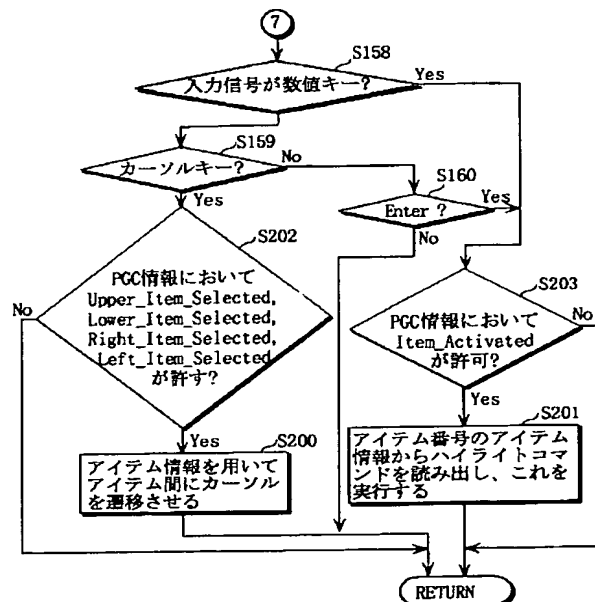 7
S158
入力信号が数値キー?
Yes
S159
カーソルキー?
No
S160
Enter ?
Yes
Yes
No
S202
PGC情報において
Upper_Item_Selected,
Lower_Item_Selected,
Right_Item_Selected,
Left_Item_Selected
が許す?
No
S203
PGC情報において
Item_Activated
が許可?
No
Yes
Yes
S200
アイテム情報を用いて
アイテム間にカーソル
を遷移させる
S201
アイテム番号のアイテム
情報からハイライトコマ
ンドを読み出し、これを
実行する
RETURN